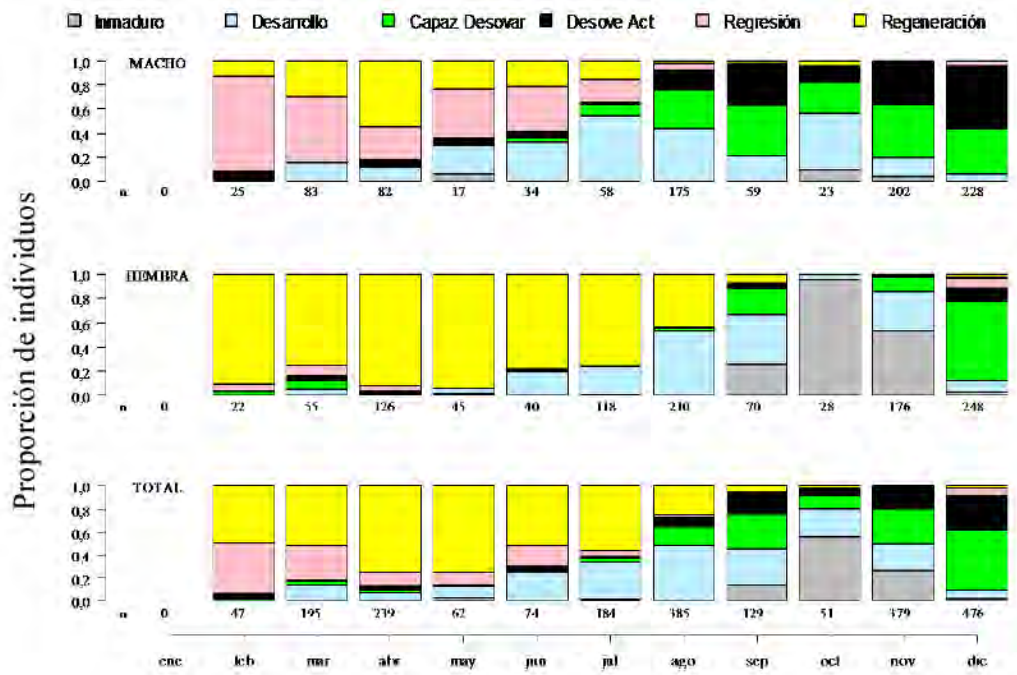 Inmaduro Desarrollo Capaz Desovar Desove Act Regresión Regeneración
Proporción de individuos
MACHO
1,0
0,8
0,6
0,4
0,2
0,0
n 0 25 83 82 17 34 58 175 59 23 202 228
HEMBRA
1,0
0,8
0,6
0,4
0,2
0,0
n 0 22 55 126 45 40 118 210 70 28 176 248
TOTAL
1,0
0,8
0,6
0,4
0,2
0,0
n 0 47 195 239 62 74 184 385 129 51 379 476
ene feb mar abr may jun jul ago sep oct nov dic